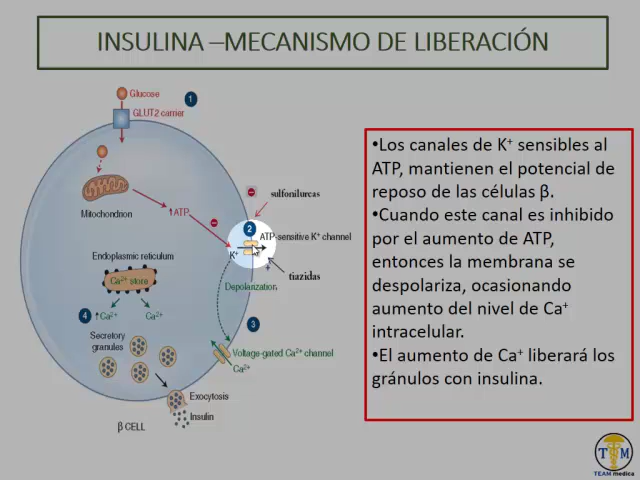 INSULINA –MECANISMO DE LIBERACIÓN
Glucose
1
GLUT2 carrier
Mitochondrion
↑ATP
sulfonilureas
2
ATP-sensitive K⁺ channel
K⁺
tiazidas
Depolarization
Endoplasmic reticulum
Ca²⁺ store
4
↑Ca²⁺
Ca²⁺
3
Secretory
granules
Voltage-gated Ca²⁺ channel
Ca²⁺
Exocytosis
Insulin
β CELL
•Los canales de K⁺ sensibles al
ATP, mantienen el potencial de
reposo de las células β.
•Cuando este canal es inhibido
por el aumento de ATP,
entonces la membrana se
despolariza, ocasionando
aumento del nivel de Ca⁺
intracelular.
•El aumento de Ca⁺ liberará los
gránulos con insulina.
T M
TEAM medica